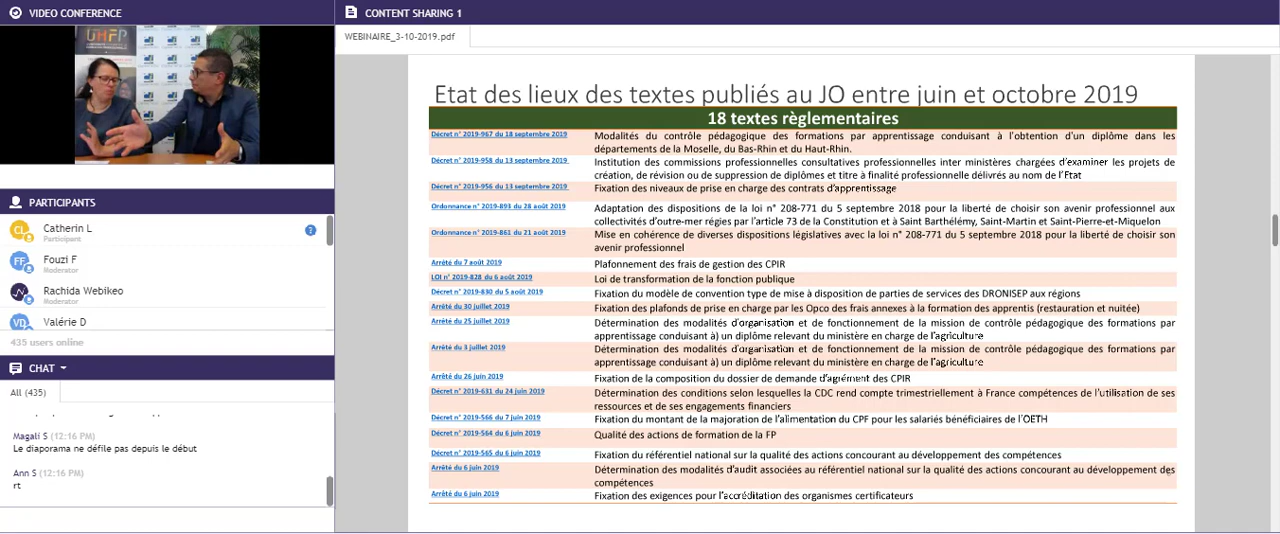 VIDEO CONFERENCE
UHFP
PARTICIPANTS
CL
Catherin L
Participant
?
FF
Fouzi F
Moderator
Rachida Webikeo
Moderator
VD
Valérie D
435 users online
CHAT
All (435)
Magali S (12:16 PM)
Le diaporama ne défile pas depuis le début
Ann S (12:16 PM)
rt
CONTENT SHARING 1
WEBINAIRE_3-10-2019.pdf
Etat des lieux des textes publiés au JO entre juin et octobre 2019
18 textes règlementaires
Décret n° 2019-967 du 18 septembre 2019
Modalités du contrôle pédagogique des formations par apprentissage conduisant à l'obtention d'un diplôme dans les
départements de la Moselle, du Bas-Rhin et du Haut-Rhin.
Décret n° 2019-958 du 13 septembre 2019
Institution des commissions professionnelles consultatives professionnelles inter ministères chargées d'examiner les projets de
création, de révision ou de suppression de diplômes et titre à finalité professionnelle délivrés au nom de l'Etat
Décret n° 2019-956 du 13 septembre 2019
Fixation des niveaux de prise en charge des contrats d'apprentissage
Ordonnance n° 2019-893 du 28 août 2019
Adaptation des dispositions de la loi n° 208-771 du 5 septembre 2018 pour la liberté de choisir son avenir professionnel aux
collectivités d'outre-mer régies par l'article 73 de la Constitution et à Saint Barthélémy, Saint-Martin et Saint-Pierre-et-Miquelon
Ordonnance n° 2019-861 du 21 août 2019
Mise en cohérence de diverses dispositions législatives avec la loi n° 208-771 du 5 septembre 2018 pour la liberté de choisir son
avenir professionnel
Arrété du 7 août 2019
Plafonnement des frais de gestion des CPIR
LOI n° 2019-828 du 6 août 2019
Loi de transformation de la fonction publique
Décret n° 2019-830 du 5 août 2019
Fixation du modèle de convention type de mise à disposition de parties de services des DRONISEP aux régions
Arrêté du 30 juillet 2019
Fixation des plafonds de prise en charge par les Opco des frais annexes à la formation des apprentis (restauration et nuitée)
Arrêté du 25 juillet 2019
Détermination des modalités d'organisation et de fonctionnement de la mission de contrôle pédagogique des formations par
apprentissage conduisant à) un diplôme relevant du ministère en charge de l'agriculture
Arrêté du 3 juillet 2019
Détermination des modalités d'organisation et de fonctionnement de la mission de contrôle pédagogique des formations par
apprentissage conduisant à) un diplôme relevant du ministère en charge de l'agriculture
Arrêté du 26 juin 2019
Fixation de la composition du dossier de demande d'agrément des CPIR
Décret n° 2019-631 du 24 juin 2019
Détermination des conditions selon lesquelles la CDC rend compte trimestriellement à France compétences de l'utilisation de ses
ressources et de ses engagements financiers
Décret n° 2019-566 du 7 juin 2019
Fixation du montant de la majoration de l'alimentation du CPF pour les salariés bénéficiaires de l'OETH
Décret n° 2019-564 du 6 juin 2019
Qualité des actions de formation de la FP
Décret n° 2019-565 du 6 juin 2019
Fixation du référentiel national sur la qualité des actions concourant au développement des compétences
Arrêté du 6 juin 2019
Détermination des modalités d'audit associées au référentiel national sur la qualité des actions concourant au développement des
compétences
Arrêté du 6 juin 2019
Fixation des exigences pour l'accréditation des organismes certificateurs